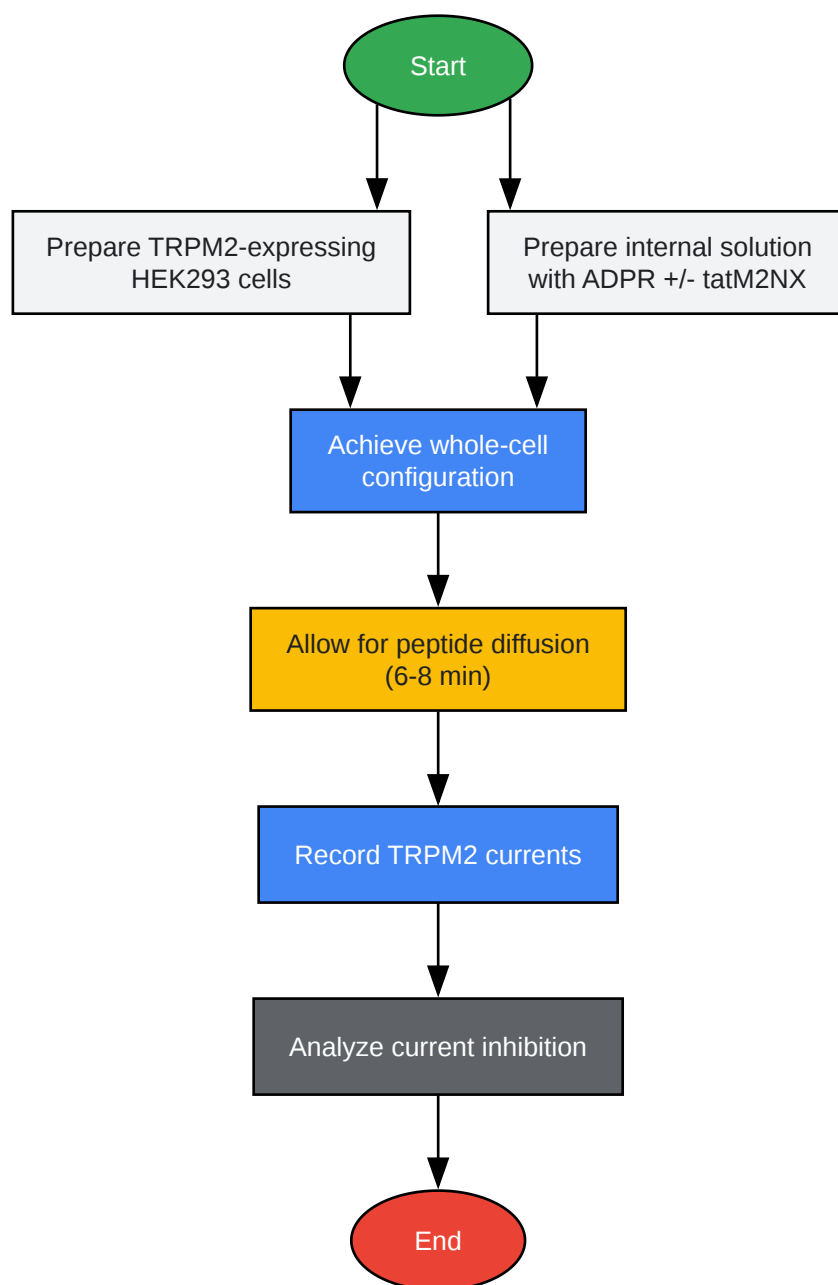 Start
Prepare TRPM2-expressing
HEK293 cells
Prepare internal solution
with ADPR +/- tatM2NX
Achieve whole-cell
configuration
Allow for peptide diffusion
(6-8 min)
Record TRPM2 currents
Analyze current inhibition
End